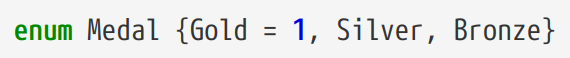 enum Medal {Gold = 1, Silver, Bronze}